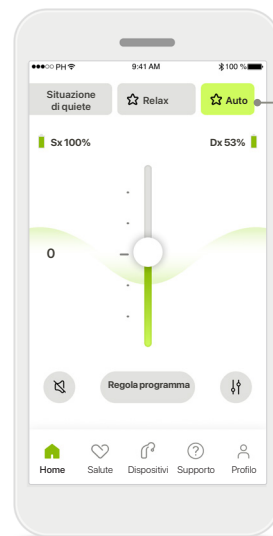 PH 9:41 AM 100 %
Situazione
di quiete
Relax
Auto
Sx 100% Dx 53%
0
Regola programma
Home Salute Dispositivi Supporto Profilo